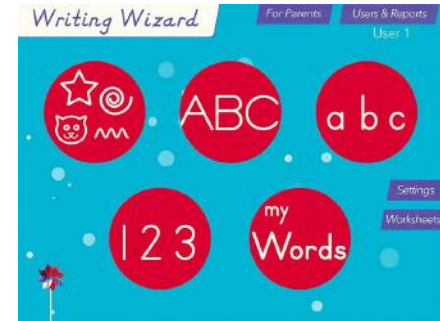 Writing Wizard
For Parents
Users & Reports
User 1
ABC
a b c
Settings
Worksheets
1 2 3
my
Words